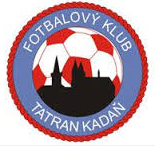 FOTBALOVÝ KLUB
TATRAN KADAŇ